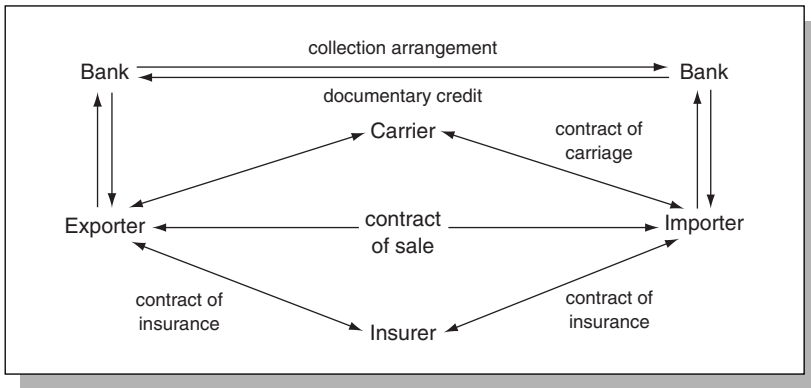 collection arrangement
Bank
Bank
documentary credit
Carrier
contract of
carriage
Exporter
contract
of sale
Importer
contract of
insurance
Insurer
contract of
insurance